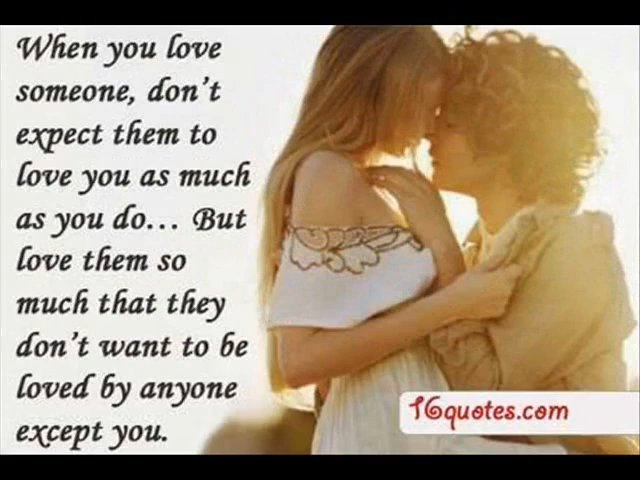 When you love
someone, don't
expect them to
love you as much
as you do... But
love them so
much that they
don't want to be
loved by anyone
except you.
16quotes.com